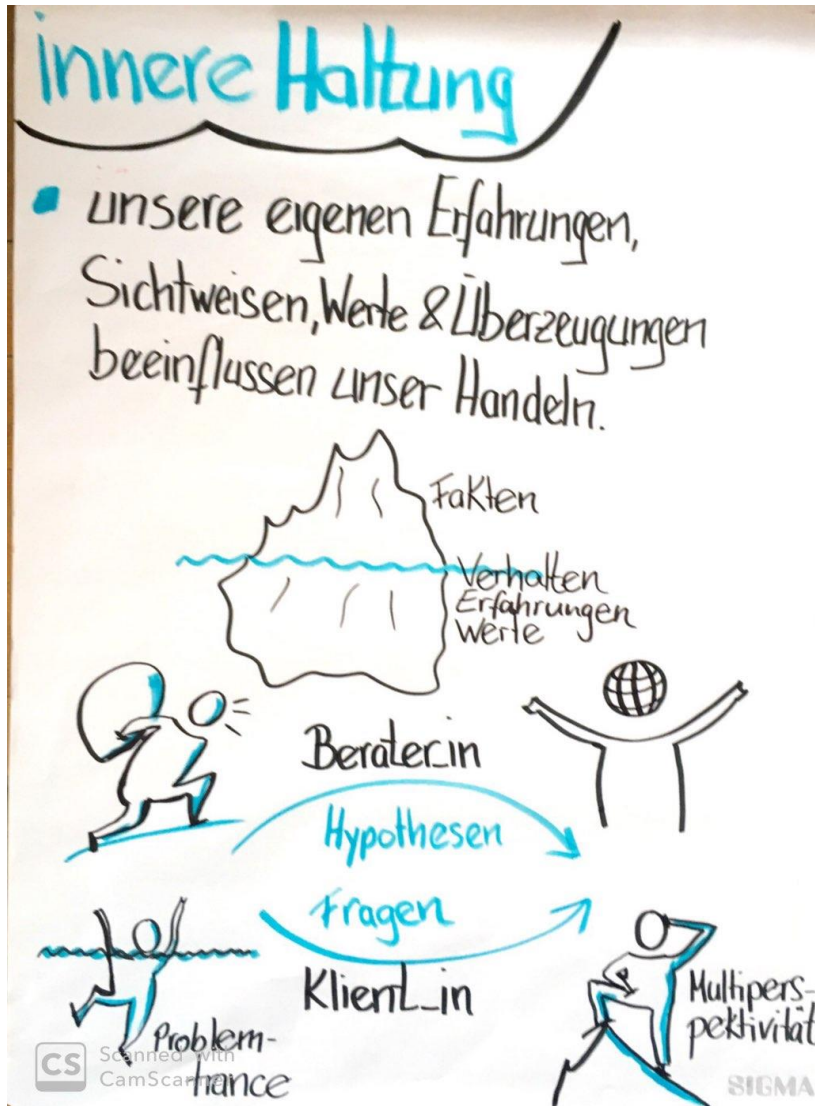 innere Haltung
unsere eigenen Erfahrungen,
Sichtweisen, Werte & Überzeugungen
beeinflussen unser Handeln.
Fakten
Verhalten
Erfahrungen
Werte
Berater_in
Hypothesen
Fragen
Klient_in
Problem-
trance
Multipers-
pektivität
CS
Scanned with
CamScanner
SIGMA